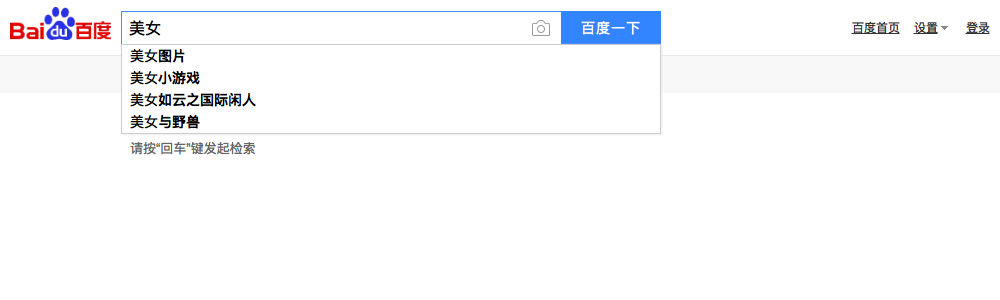 Bai du 百度 美女 百度一下 百度首页 设置 登录
美女图片
美女小游戏
美女如云之国际闲人
美女与野兽
请按“回车”键发起检索